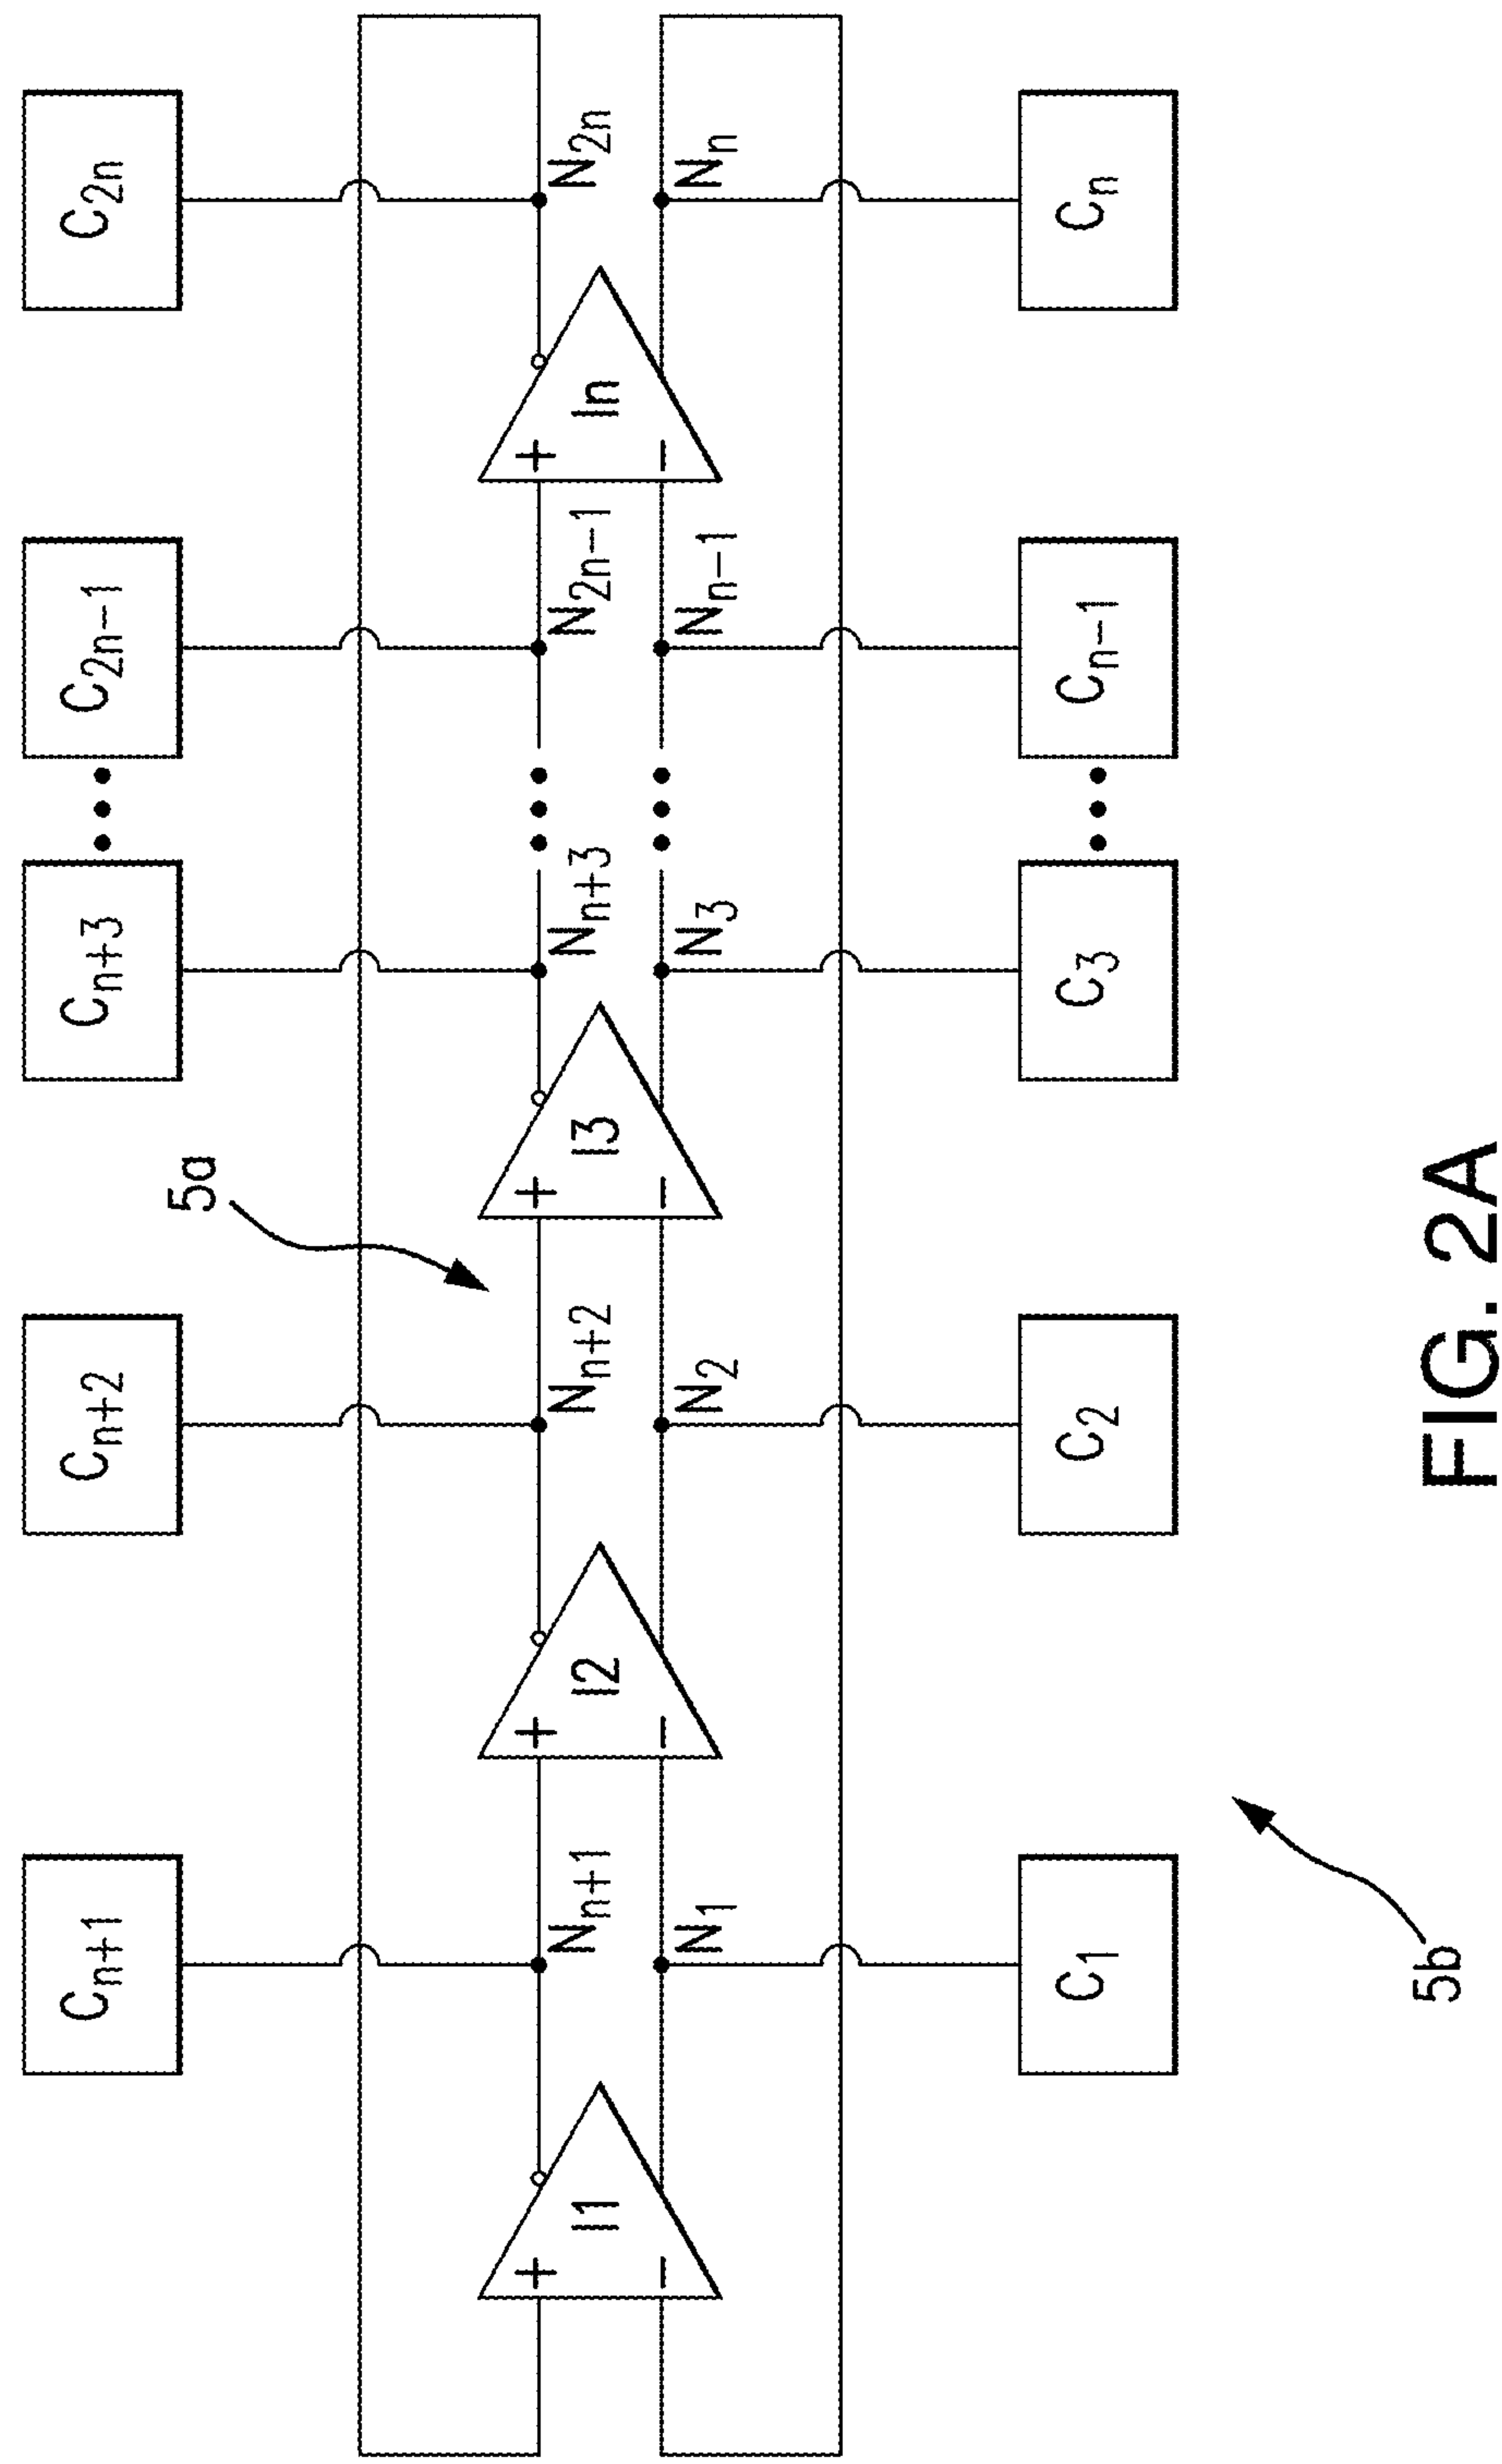 C2n
C2n–1
Cn+3
Cn+2
Cn+1
5a
+
–
In
+
–
I3
+
–
I2
+
–
I1
N2n
N2n–1
Nn+3
Nn+2
Nn+1
Nn
Nn–1
N3
N2
N1
Cn
Cn–1
C3
C2
C1
5b
FIG. 2A